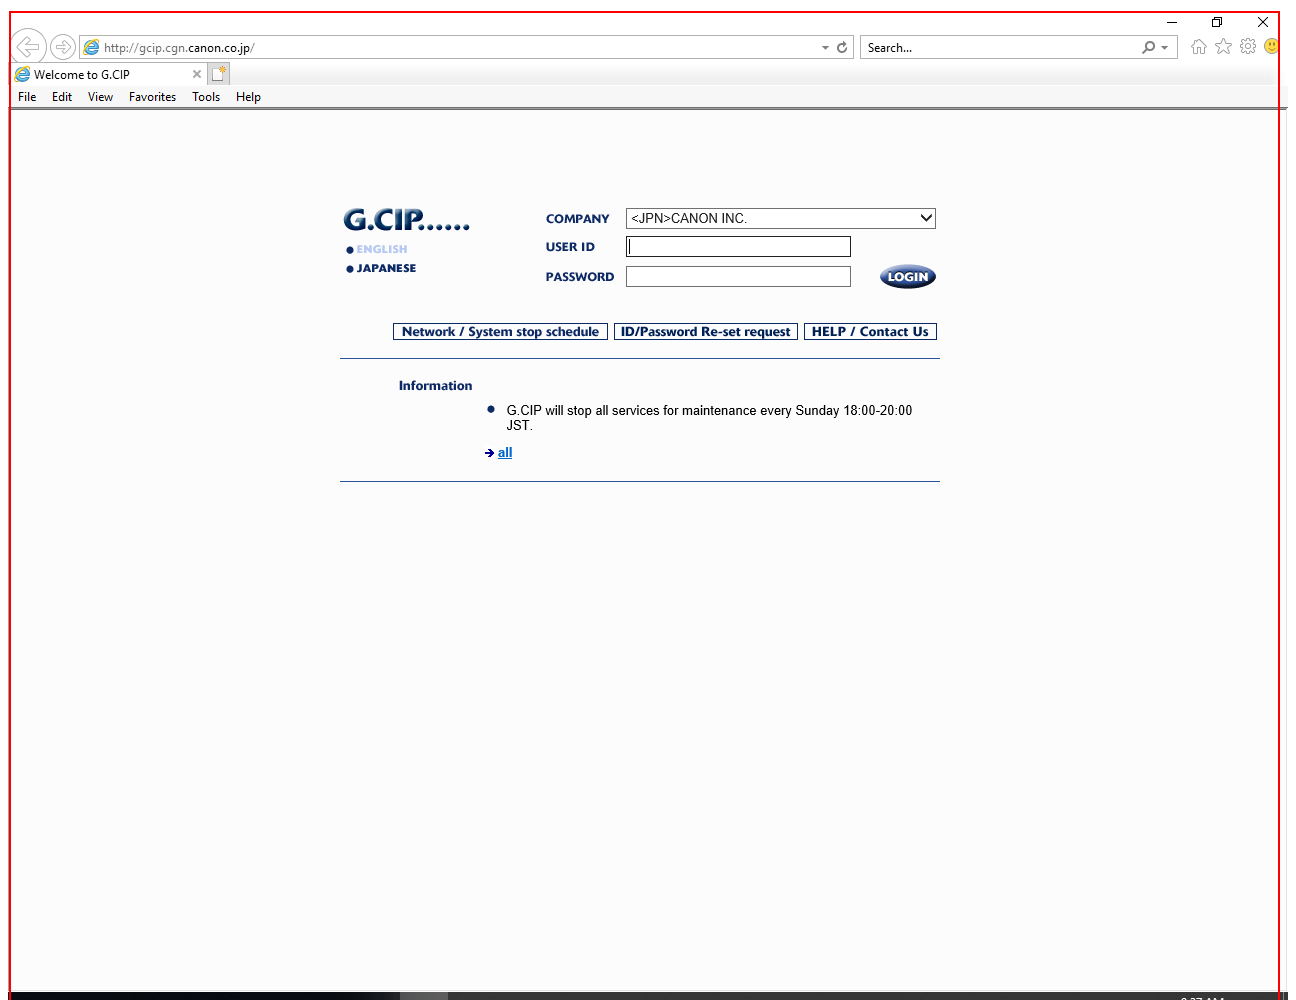 http://gcip.cgn.canon.co.jp/
Search...
Welcome to G.CIP
File Edit View Favorites Tools Help
G.CIP......
ENGLISH
JAPANESE
COMPANY <JPN>CANON INC.
USER ID
PASSWORD
LOGIN
Network / System stop schedule ID/Password Re-set request HELP / Contact Us
Information
G.CIP will stop all services for maintenance every Sunday 18:00-20:00
JST.
all